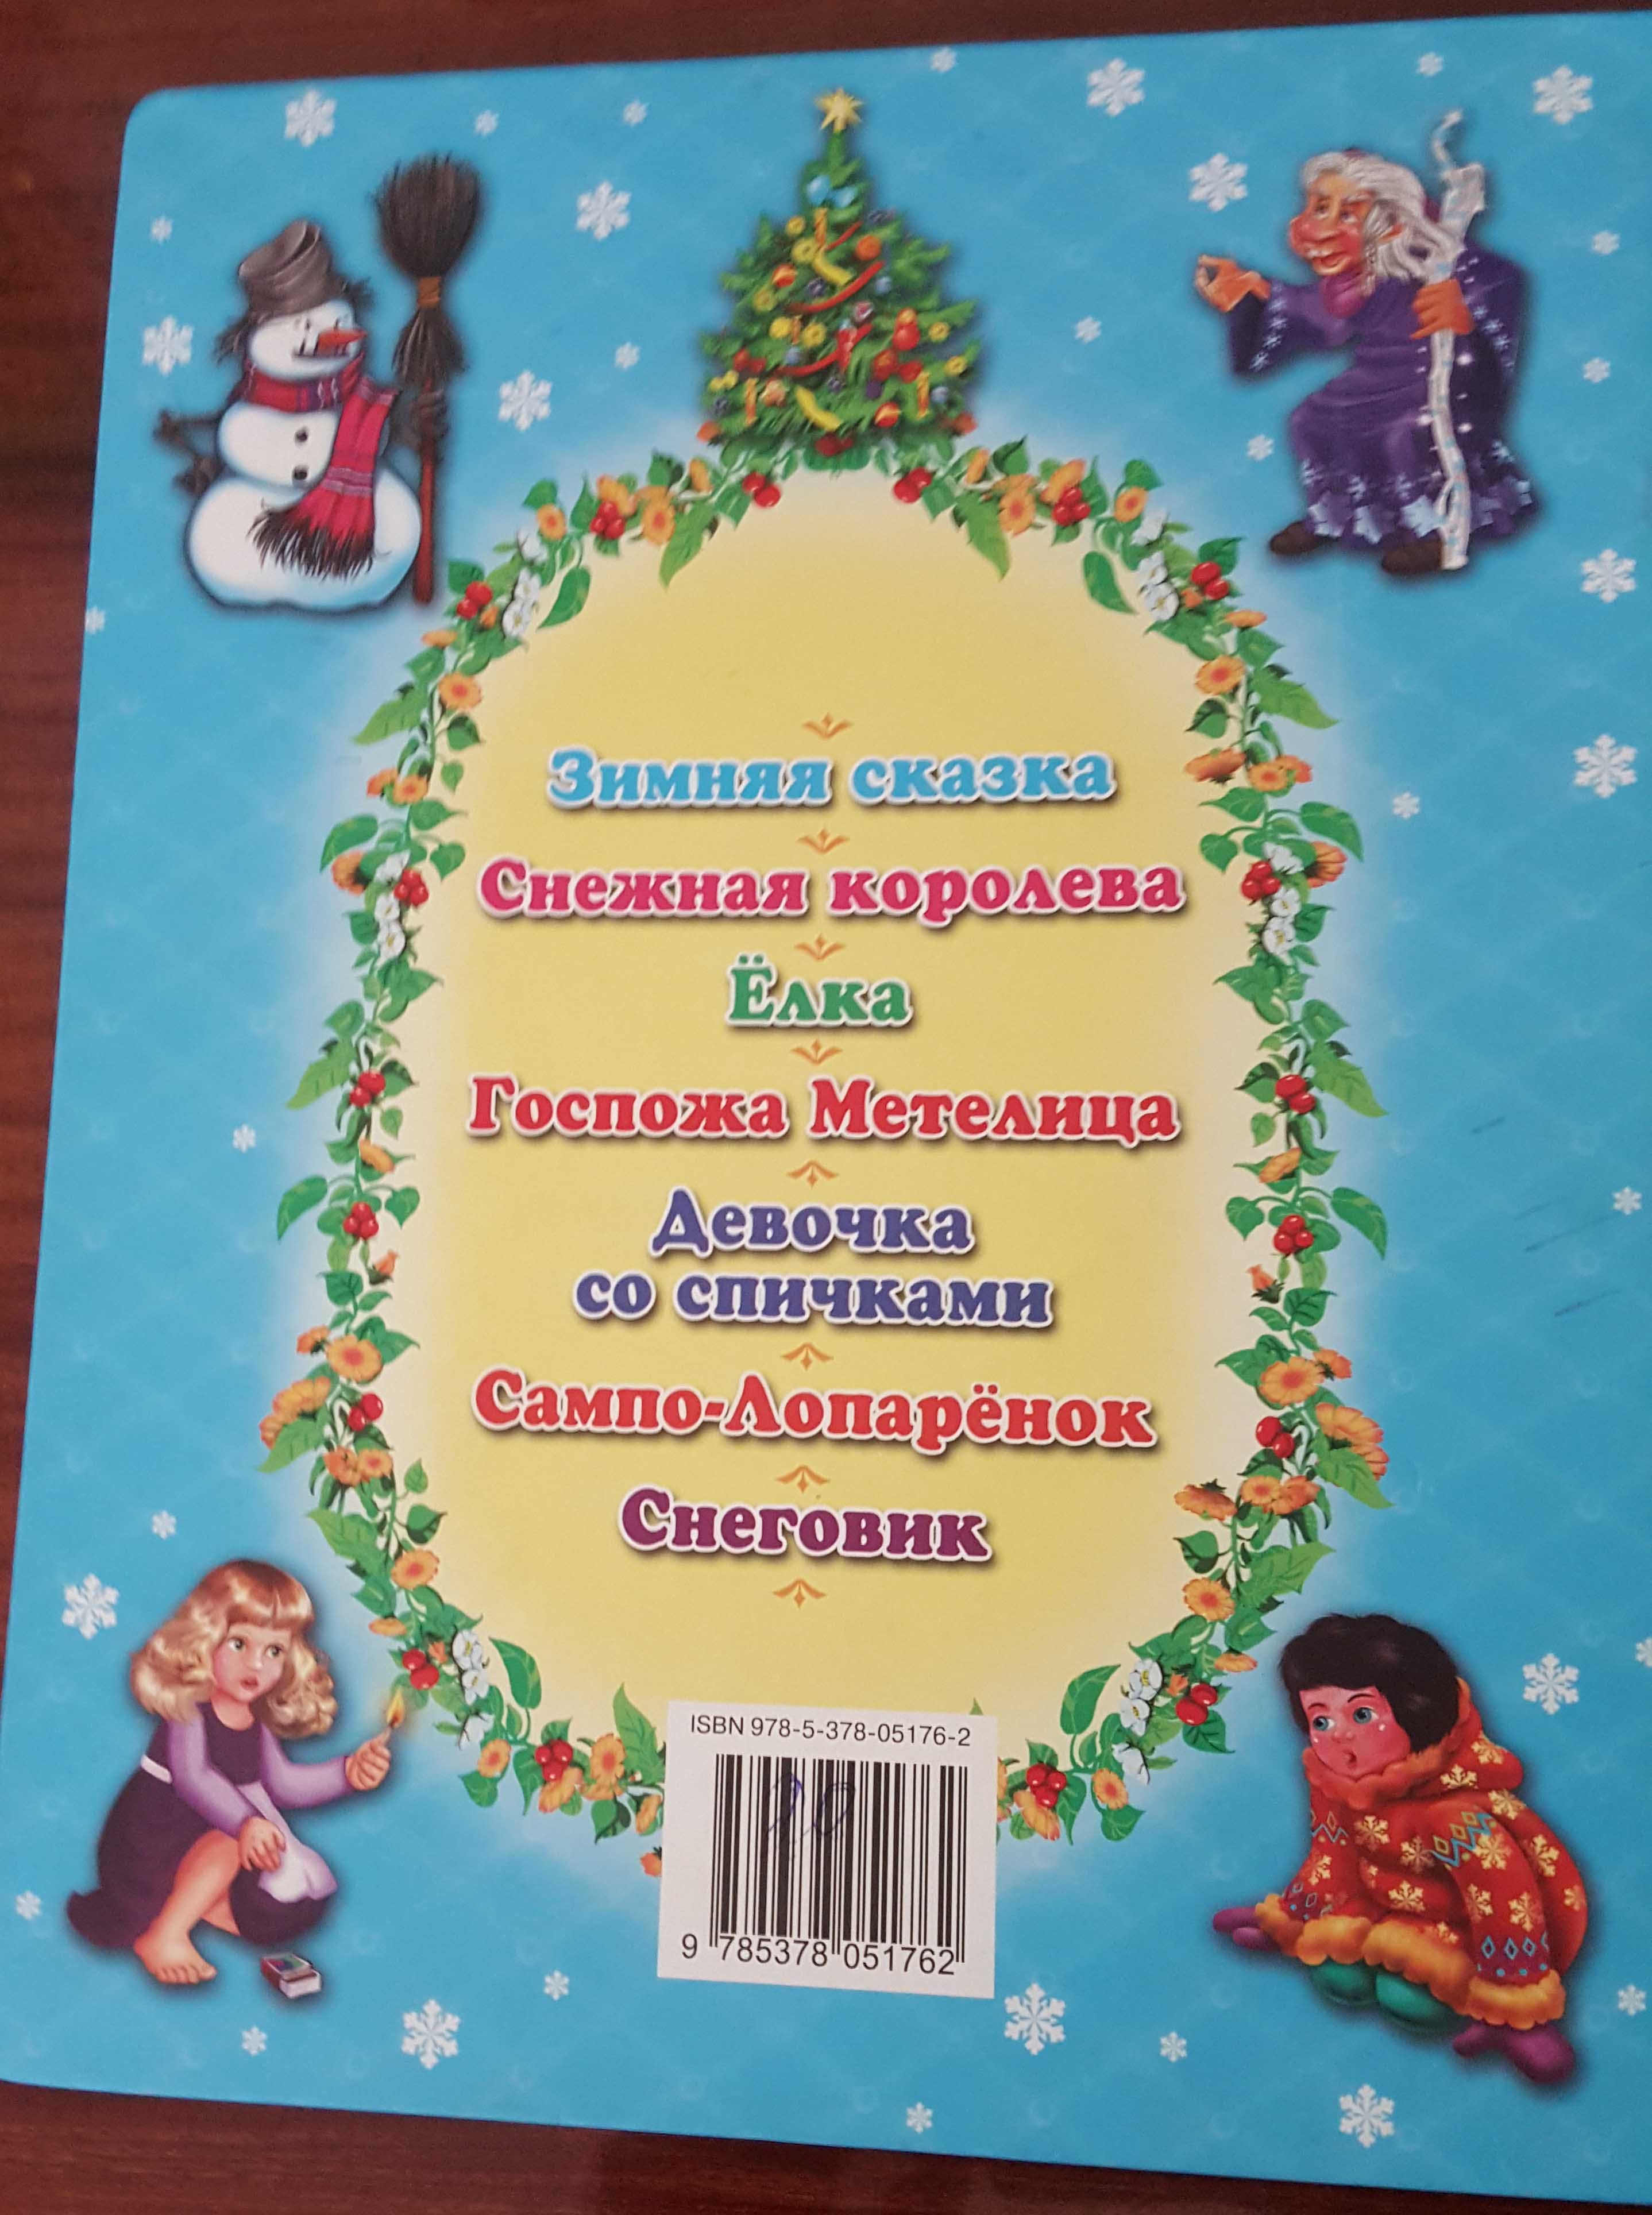 Зимняя сказка
Снежная королева
Ёлка
Госпожа Метелица
Девочка
со спичками
Сампо-Лопарёнок
Снеговик
ISBN 978-5-378-05176-2
20
9 785378 051762